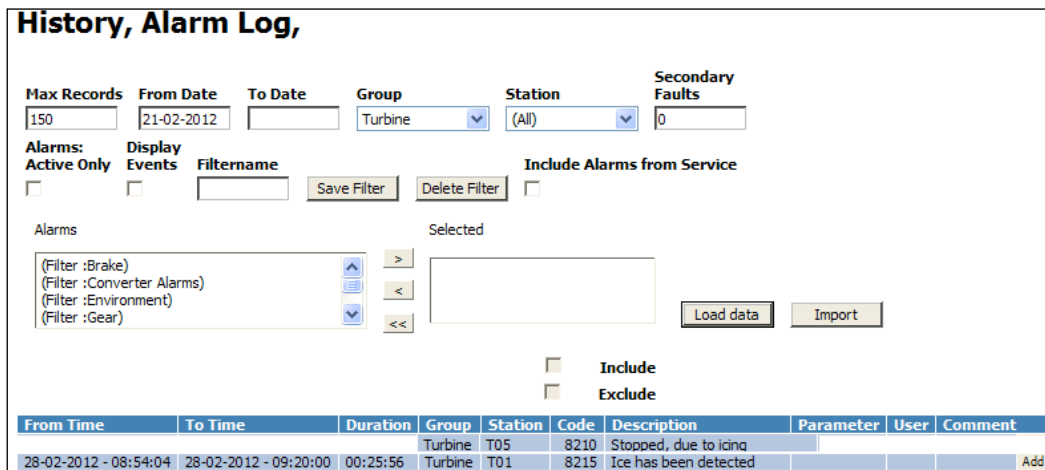 History, Alarm Log,
Secondary
Max Records From Date To Date Group Station Faults
150 21-02-2012 Turbine (All) 0
Alarms: Display
Active Only Events Filtername Include Alarms from Service
Save Filter Delete Filter
Alarms Selected
(Filter :Brake) >
(Filter :Converter Alarms)
(Filter :Environment) <
(Filter :Gear) <<
Load data Import
Include
Exclude
From Time To Time Duration Group Station Code Description Parameter User Comment
Turbine T05 8210 Stopped, due to icing
28-02-2012 - 08:54:04 28-02-2012 - 09:20:00 00:25:56 Turbine T01 8215 Ice has been detected Add